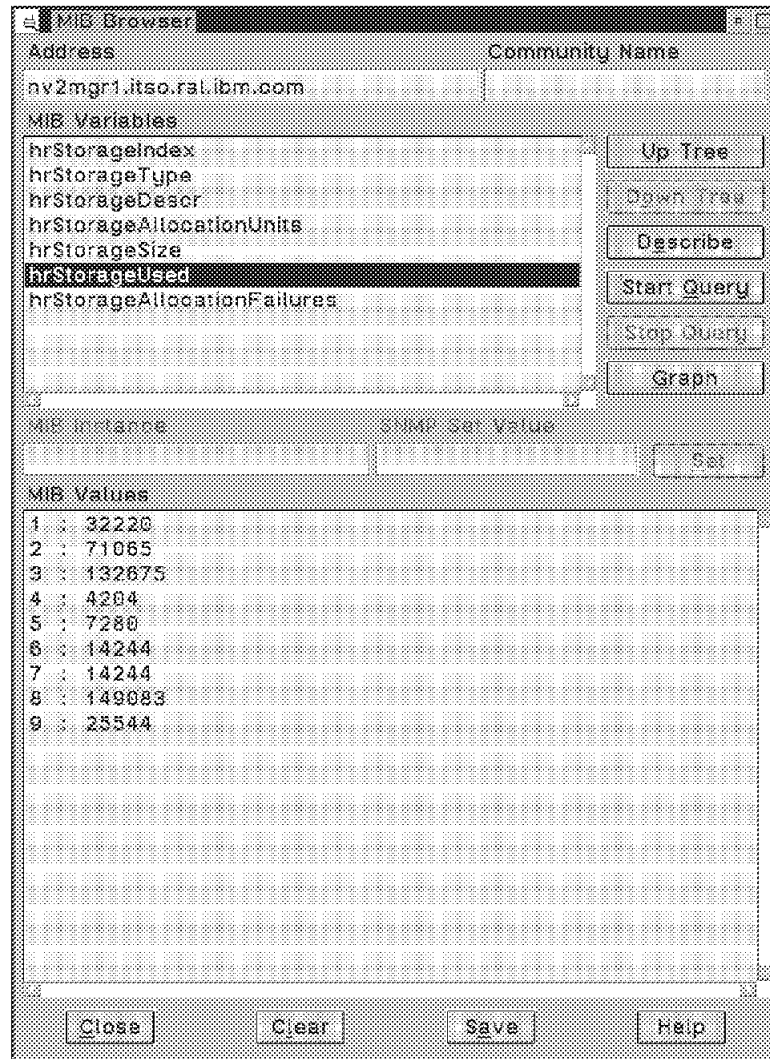 MIB Browser
Address Community Name
nv2mgr1.itso.ral.ibm.com
MIB Variables
hrStorageIndex
hrStorageType
hrStorageDescr
hrStorageAllocationUnits
hrStorageSize
hrStorageUsed
hrStorageAllocationFailures
Up Tree
Down Tree
Describe
Start Query
Stop Query
Graph
MIB Instance SNMP Set Value
Set
MIB Values
1 : 32220
2 : 71065
3 : 132675
4 : 4204
5 : 7280
6 : 14244
7 : 14244
8 : 149083
9 : 25544
Close Clear Save Help